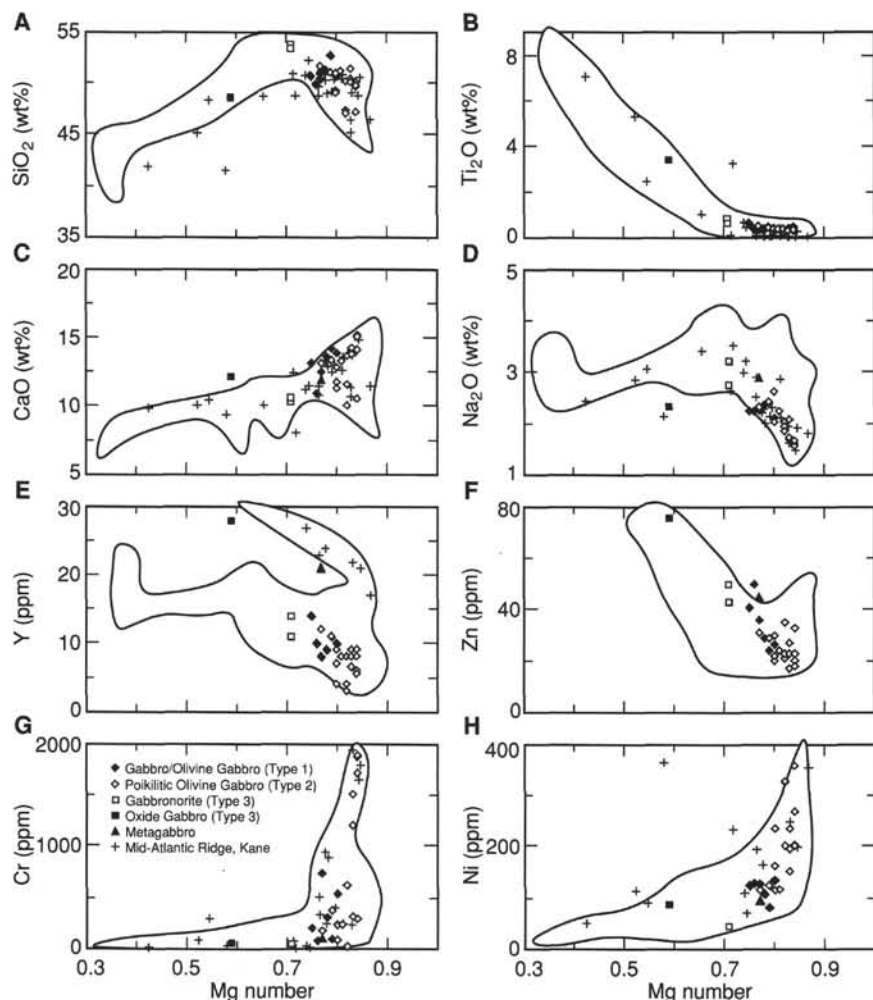 A
55
45
35
SiO2 (wt%)
B
8
4
0
Ti2O (wt%)
C
20
15
10
5
CaO (wt%)
D
5
3
1
Na2O (wt%)
E
30
20
10
0
Y (ppm)
F
80
40
0
Zn (ppm)
G
2000
1000
0
Cr (ppm)
Gabbro/Olivine Gabbro (Type 1)
Poikilitic Olivine Gabbro (Type 2)
Gabbronorite (Type 3)
Oxide Gabbro (Type 3)
Metagabbro
Mid-Atlantic Ridge, Kane
0.3
0.5
0.7
0.9
Mg number
H
400
200
0
Ni (ppm)
0.3
0.5
0.7
0.9
Mg number